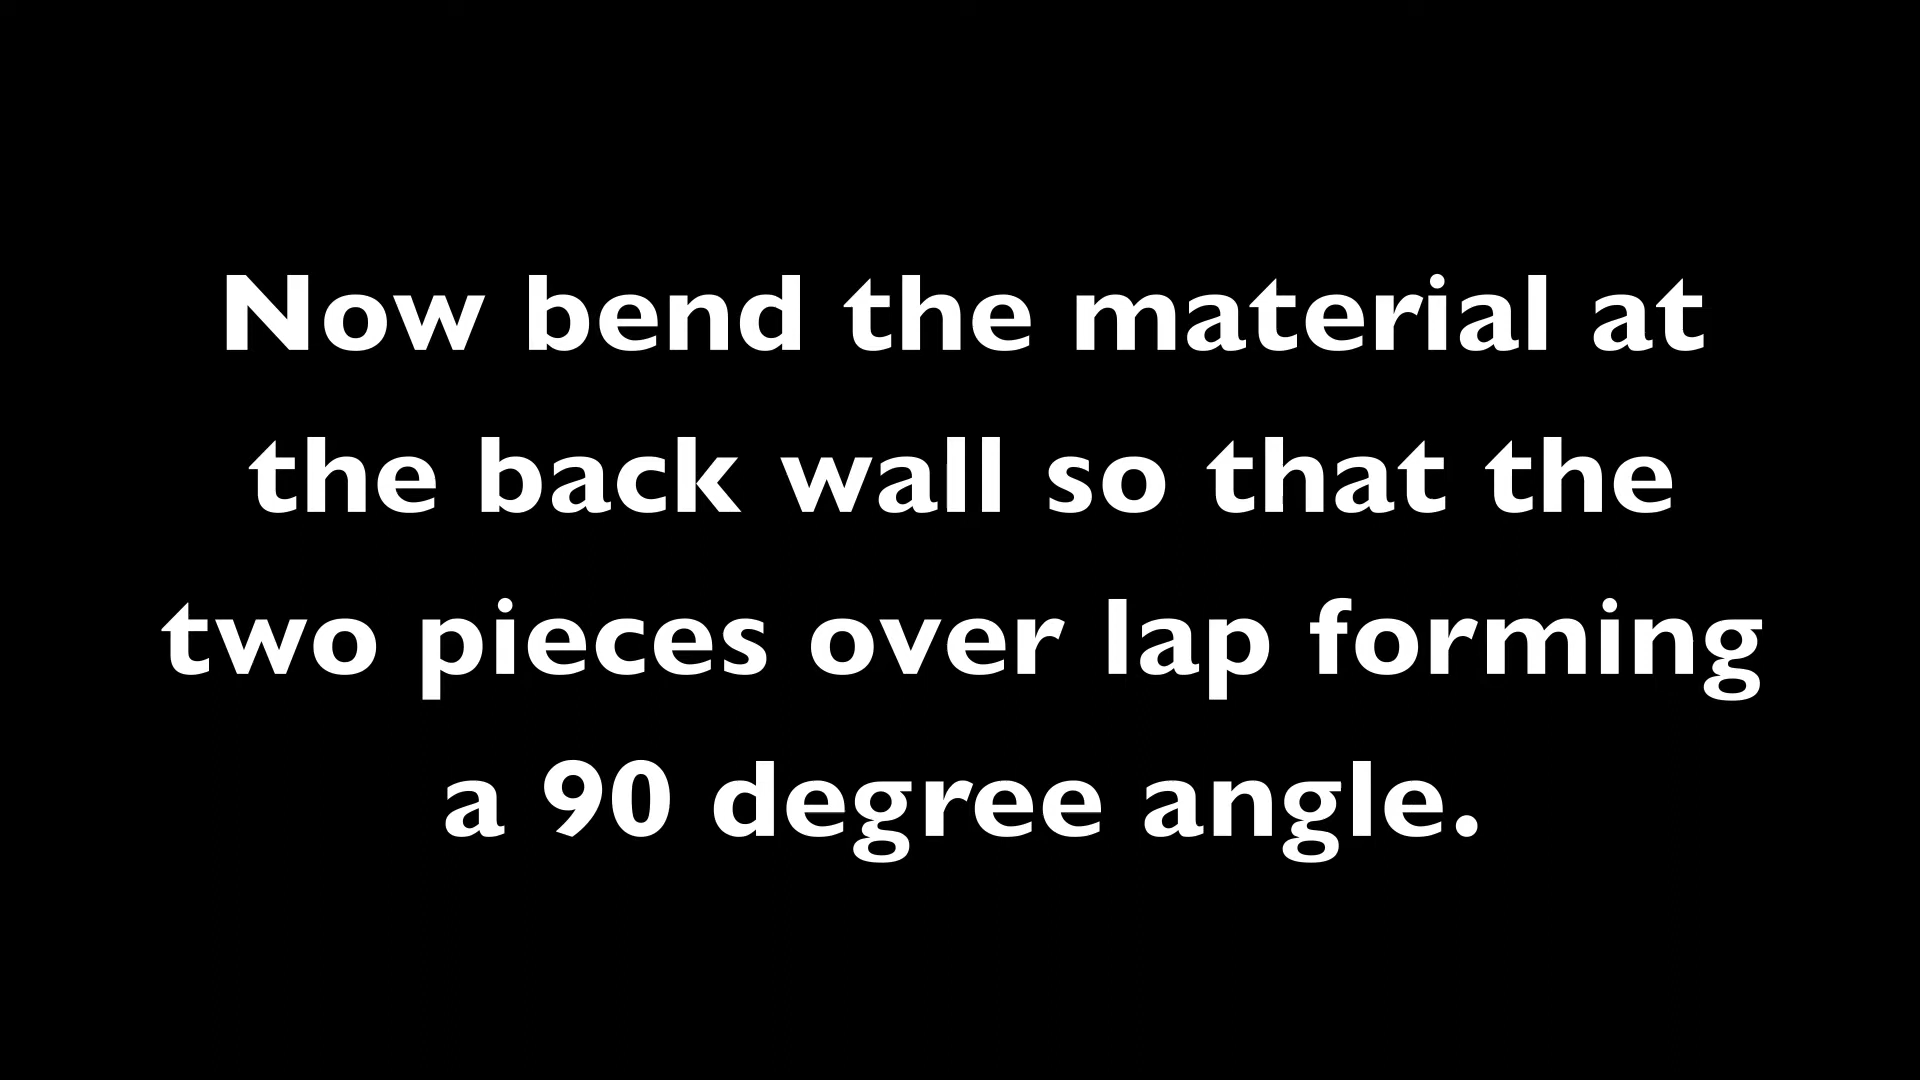 Now bend the material at
the back wall so that the
two pieces over lap forming
a 90 degree angle.